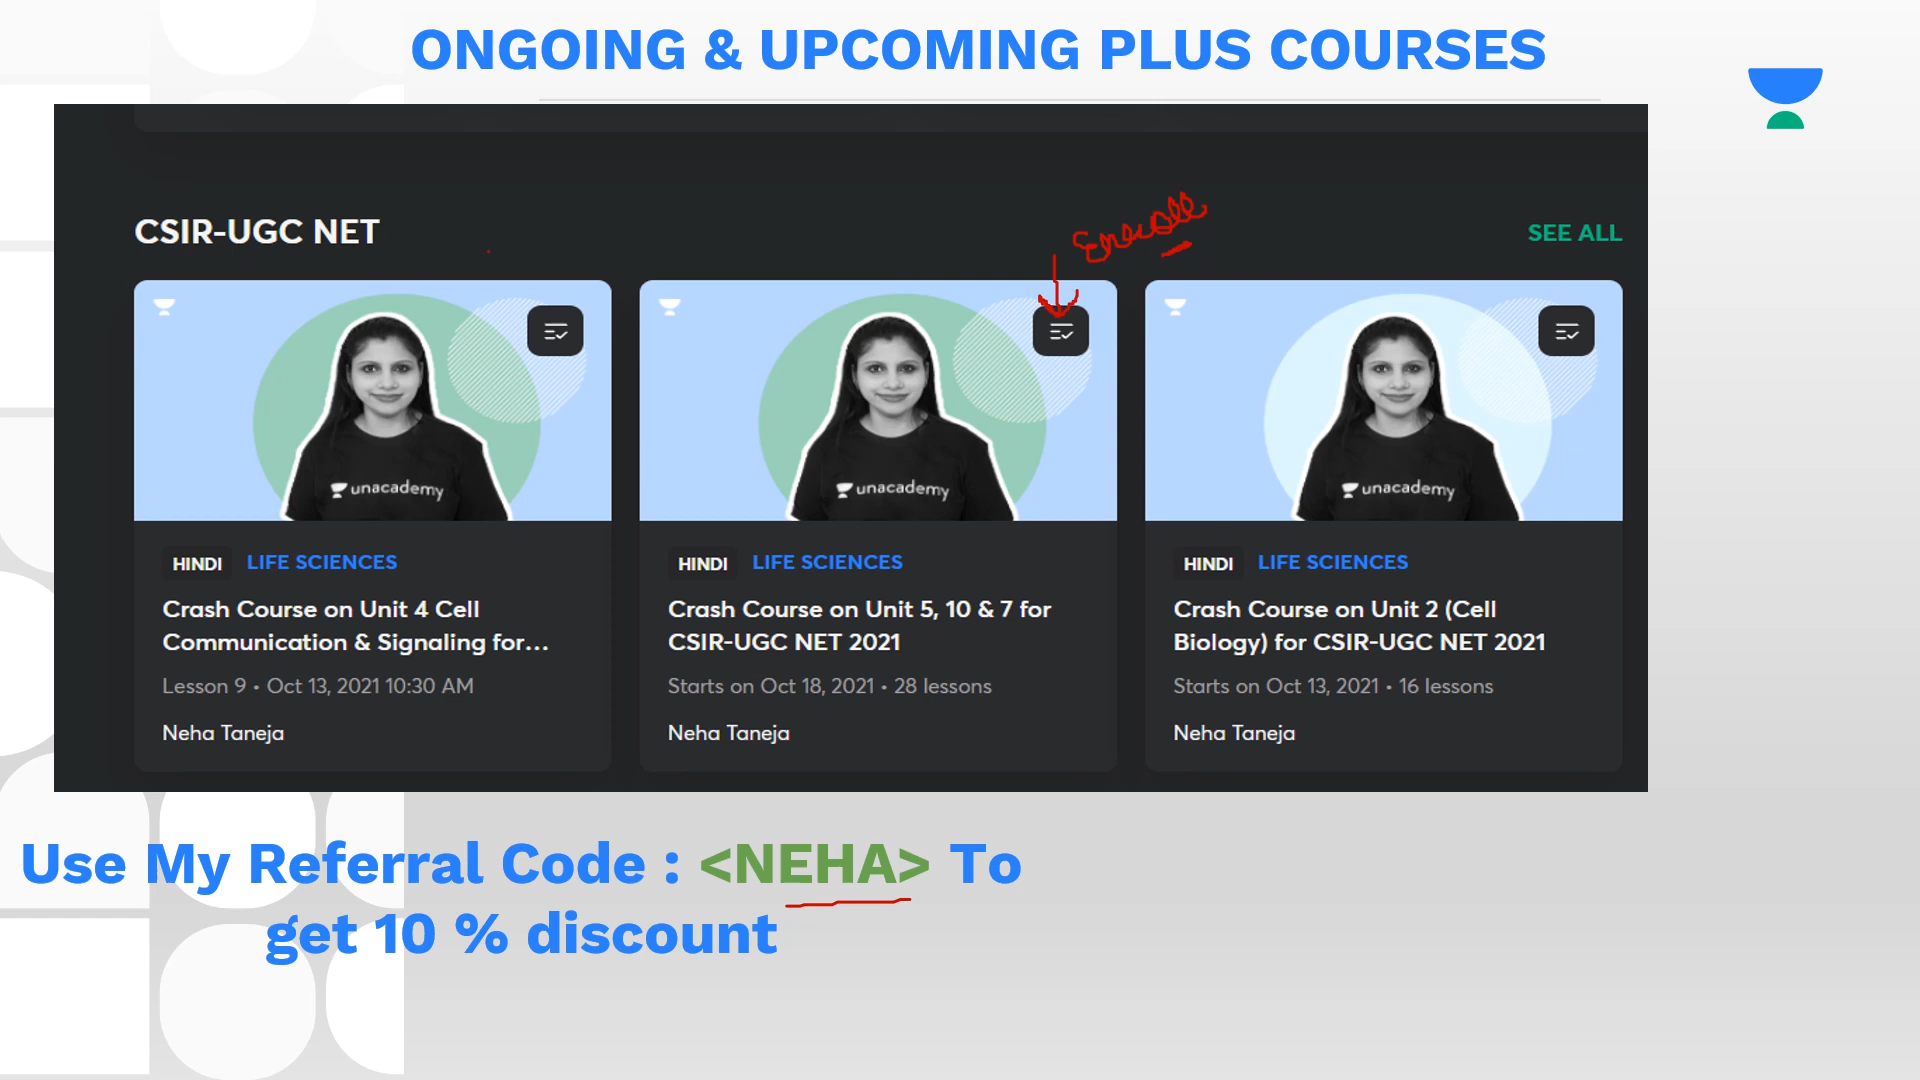 ONGOING & UPCOMING PLUS COURSES
CSIR-UGC NET
SEE ALL
unacademy
unacademy
unacademy
HINDI LIFE SCIENCES
Crash Course on Unit 4 Cell
Communication & Signaling for...
Lesson 9 • Oct 13, 2021 10:30 AM
Neha Taneja
HINDI LIFE SCIENCES
Crash Course on Unit 5, 10 & 7 for
CSIR-UGC NET 2021
Starts on Oct 18, 2021 • 28 lessons
Neha Taneja
HINDI LIFE SCIENCES
Crash Course on Unit 2 (Cell
Biology) for CSIR-UGC NET 2021
Starts on Oct 13, 2021 • 16 lessons
Neha Taneja
Use My Referral Code : <NEHA> To
get 10 % discount